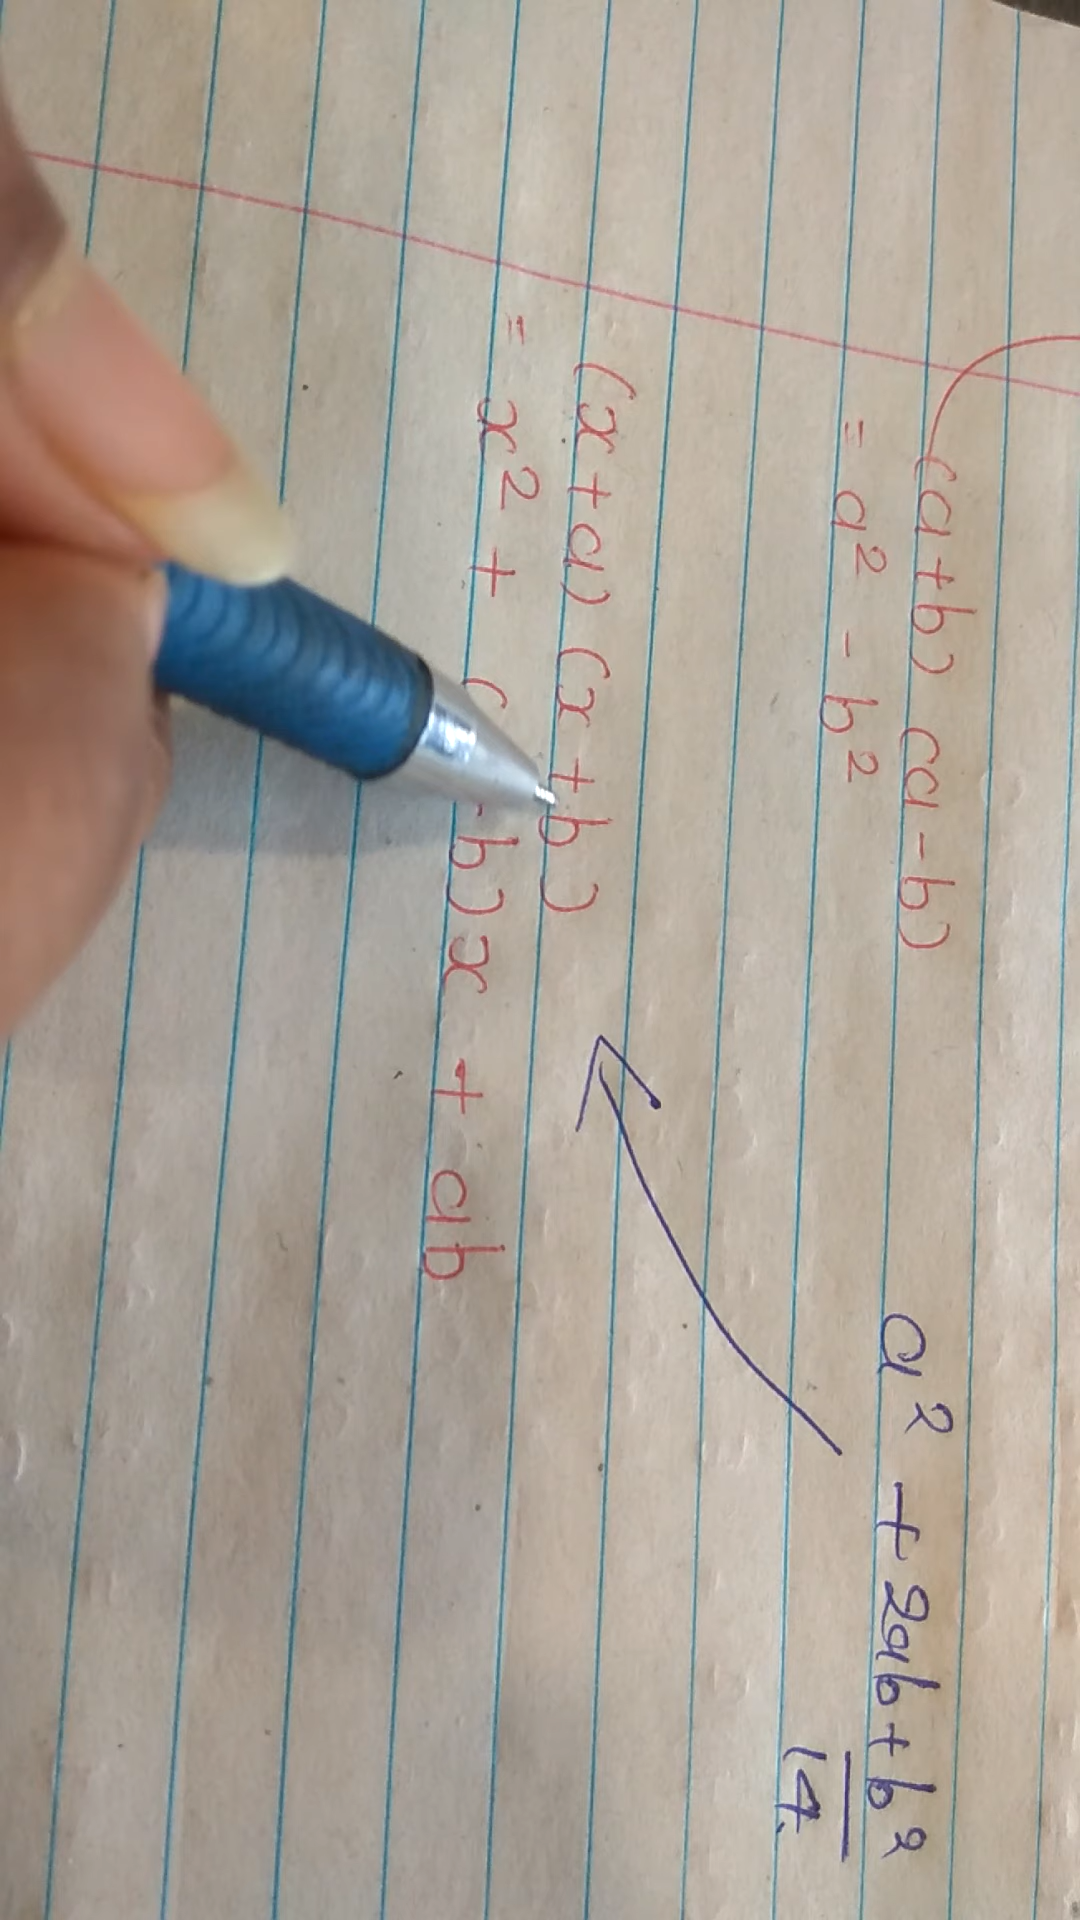 (a+b) (a-b)
= a² - b²
a² + 2ab + b²
14.
(x+a) (x+b)
= x² + ( -b)x + ab